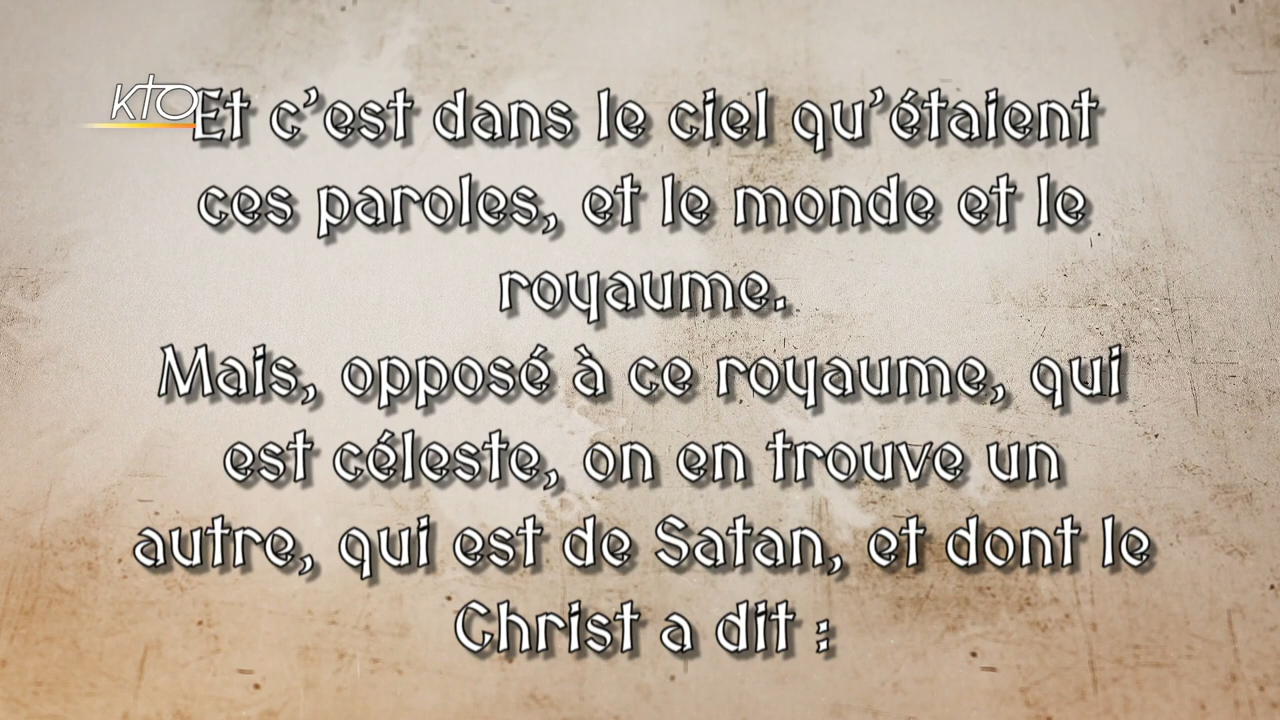 KTO
Et c’est dans le ciel qu’étaient
ces paroles, et le monde et le
royaume.
Mais, opposé à ce royaume, qui
est céleste, on en trouve un
autre, qui est de Satan, et dont le
Christ a dit :